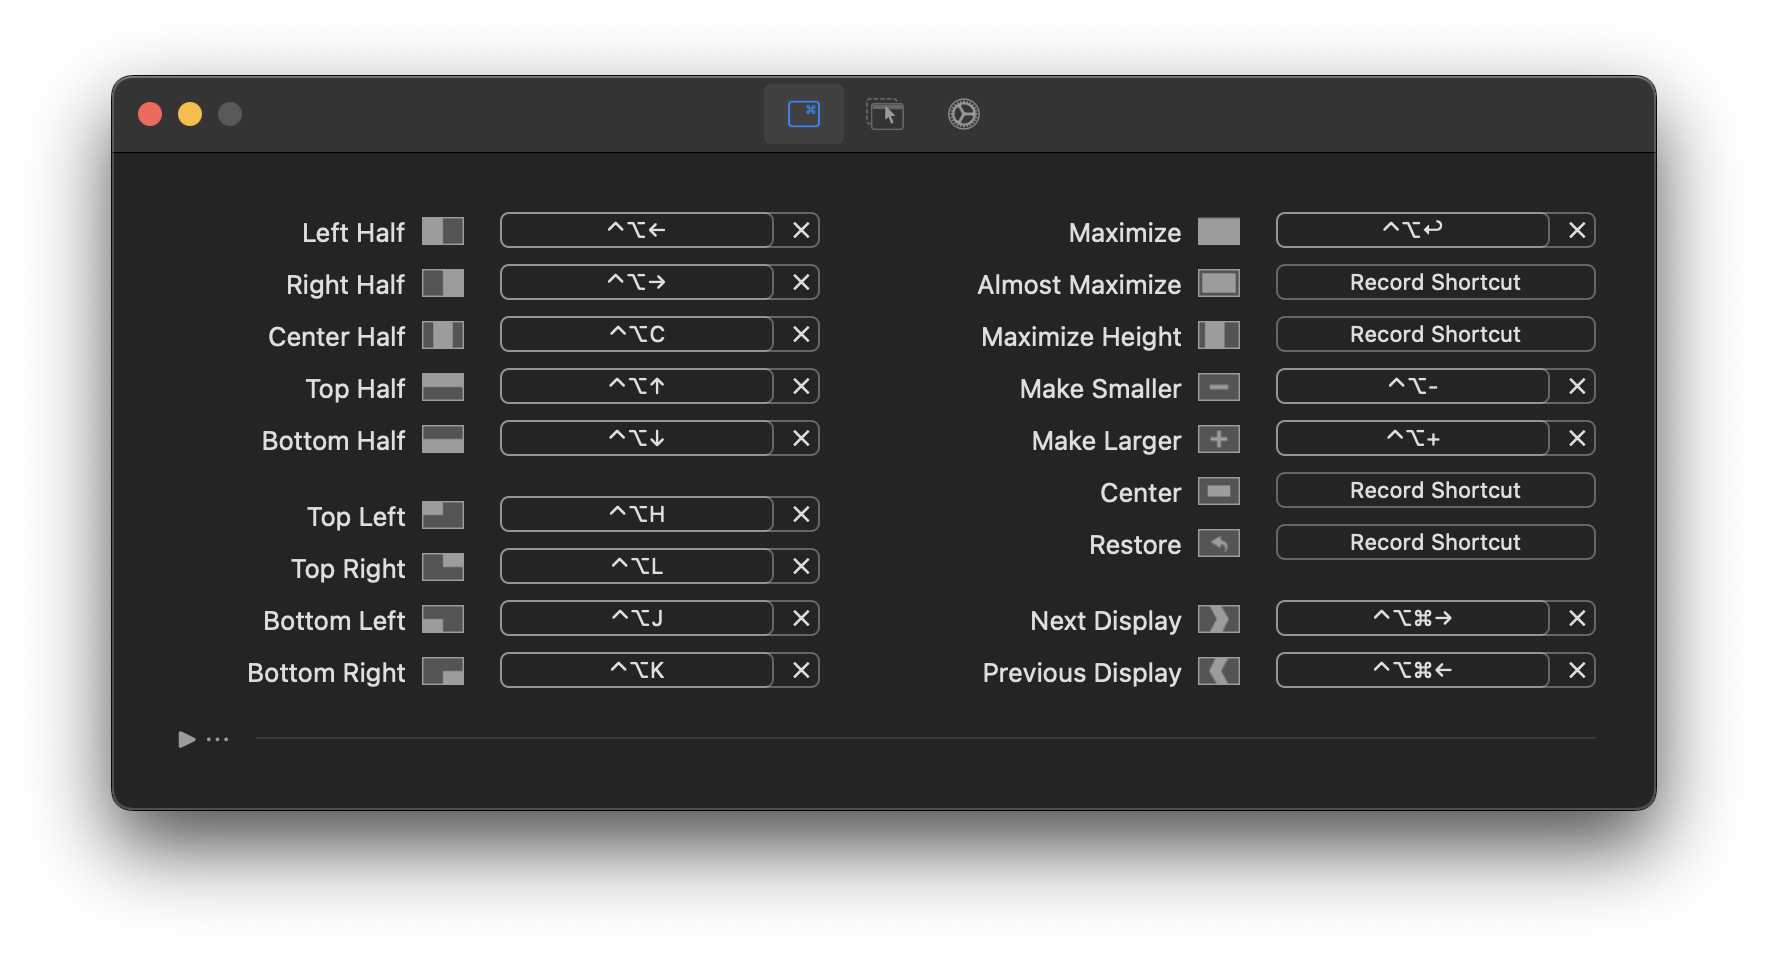 Left Half ^⌥←
Right Half ^⌥→
Center Half ^⌥C
Top Half ^⌥↑
Bottom Half ^⌥↓
Top Left ^⌥H
Top Right ^⌥L
Bottom Left ^⌥J
Bottom Right ^⌥K
Maximize ^⌥↩
Almost Maximize Record Shortcut
Maximize Height Record Shortcut
Make Smaller ^⌥-
Make Larger ^⌥+
Center Record Shortcut
Restore Record Shortcut
Next Display ^⌥⌘→
Previous Display ^⌥⌘←
...